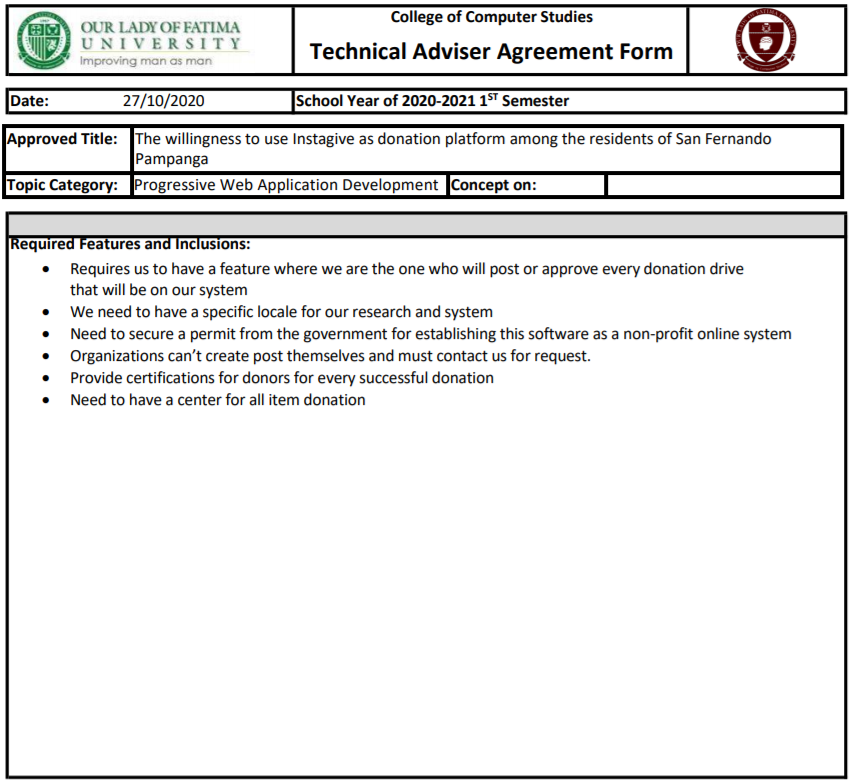 OUR LADY OF FATIMA
UNIVERSITY
Improving man as man
College of Computer Studies
Technical Adviser Agreement Form
Date: 27/10/2020 School Year of 2020-2021 1ST Semester
Approved Title: The willingness to use Instagive as donation platform among the residents of San Fernando
Pampanga
Topic Category: Progressive Web Application Development Concept on:
Required Features and Inclusions:
• Requires us to have a feature where we are the one who will post or approve every donation drive
that will be on our system
• We need to have a specific locale for our research and system
• Need to secure a permit from the government for establishing this software as a non-profit online system
• Organizations can't create post themselves and must contact us for request.
• Provide certifications for donors for every successful donation
• Need to have a center for all item donation